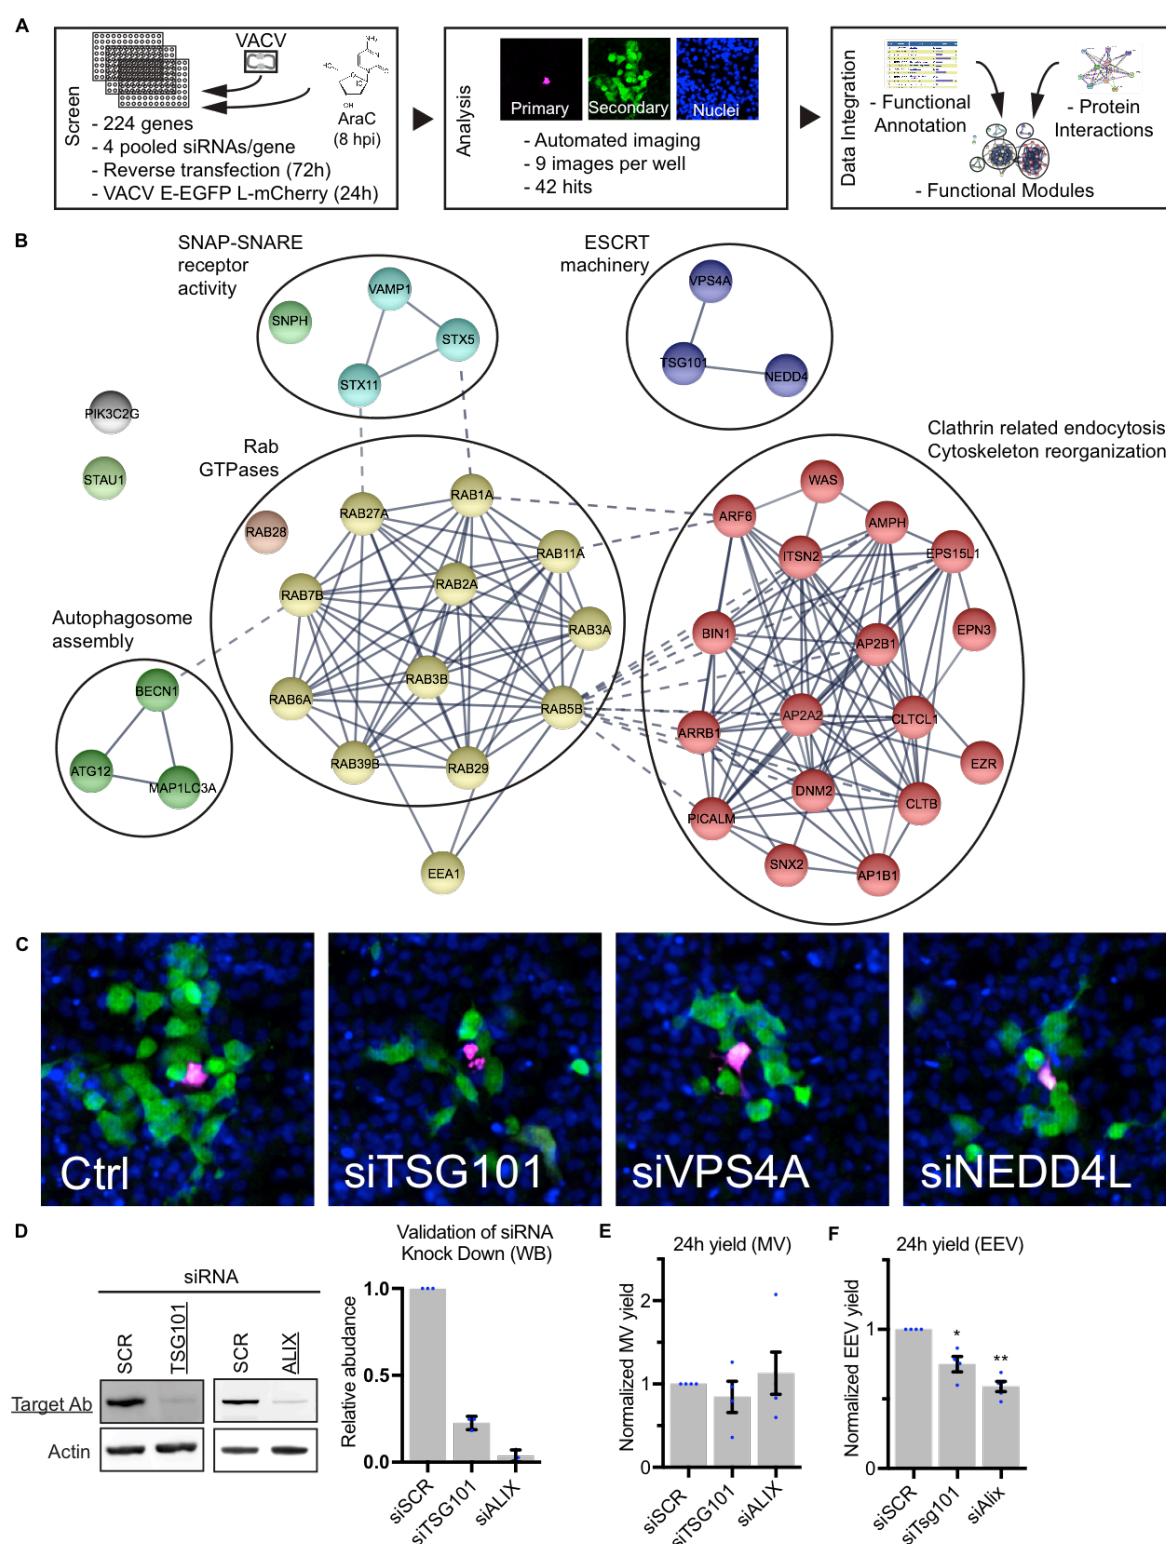 A
Screen
VACV
AraC
(8 hpi)
- 224 genes
- 4 pooled siRNAs/gene
- Reverse transfection (72h)
- VACV E-EGFP L-mCherry (24h)
Analysis
Primary
Secondary
Nuclei
- Automated imaging
- 9 images per well
- 42 hits
Data Integration
- Functional
Annotation
- Protein
Interactions
- Functional Modules
B
SNAP-SNARE
receptor
activity
SNPH
VAMP1
STX5
STX11
ESCRT
machinery
VPS4A
TSG101
NEDD4
PIK3C2G
STAU1
Rab
GTPases
RAB28
RAB27A
RAB1A
RAB11A
RAB7B
RAB2A
RAB3A
RAB3B
RAB6A
RAB5B
RAB39B
RAB29
EEA1
Autophagosome
assembly
BECN1
ATG12
MAP1LC3A
Clathrin related endocytosis
Cytoskeleton reorganization
WAS
ARF6
AMPH
ITSN2
EPS15L1
BIN1
AP2B1
EPN3
AP2A2
CLTCL1
ARRB1
EZR
DNM2
CLTB
PICALM
SNX2
AP1B1
C
Ctrl
siTSG101
siVPS4A
siNEDD4L
D
siRNA
SCR
TSG101
SCR
ALIX
Target Ab
Actin
Validation of siRNA
Knock Down (WB)
Relative abudance
1.0
0.5
0.0
siSCR
siTSG101
siALIX
E
24h yield (MV)
Normalized MV yield
2
1
0
siSCR
siTSG101
siALIX
F
24h yield (EEV)
Normalized EEV yield
1
0
*
**
siSCR
siTsg101
siAlix